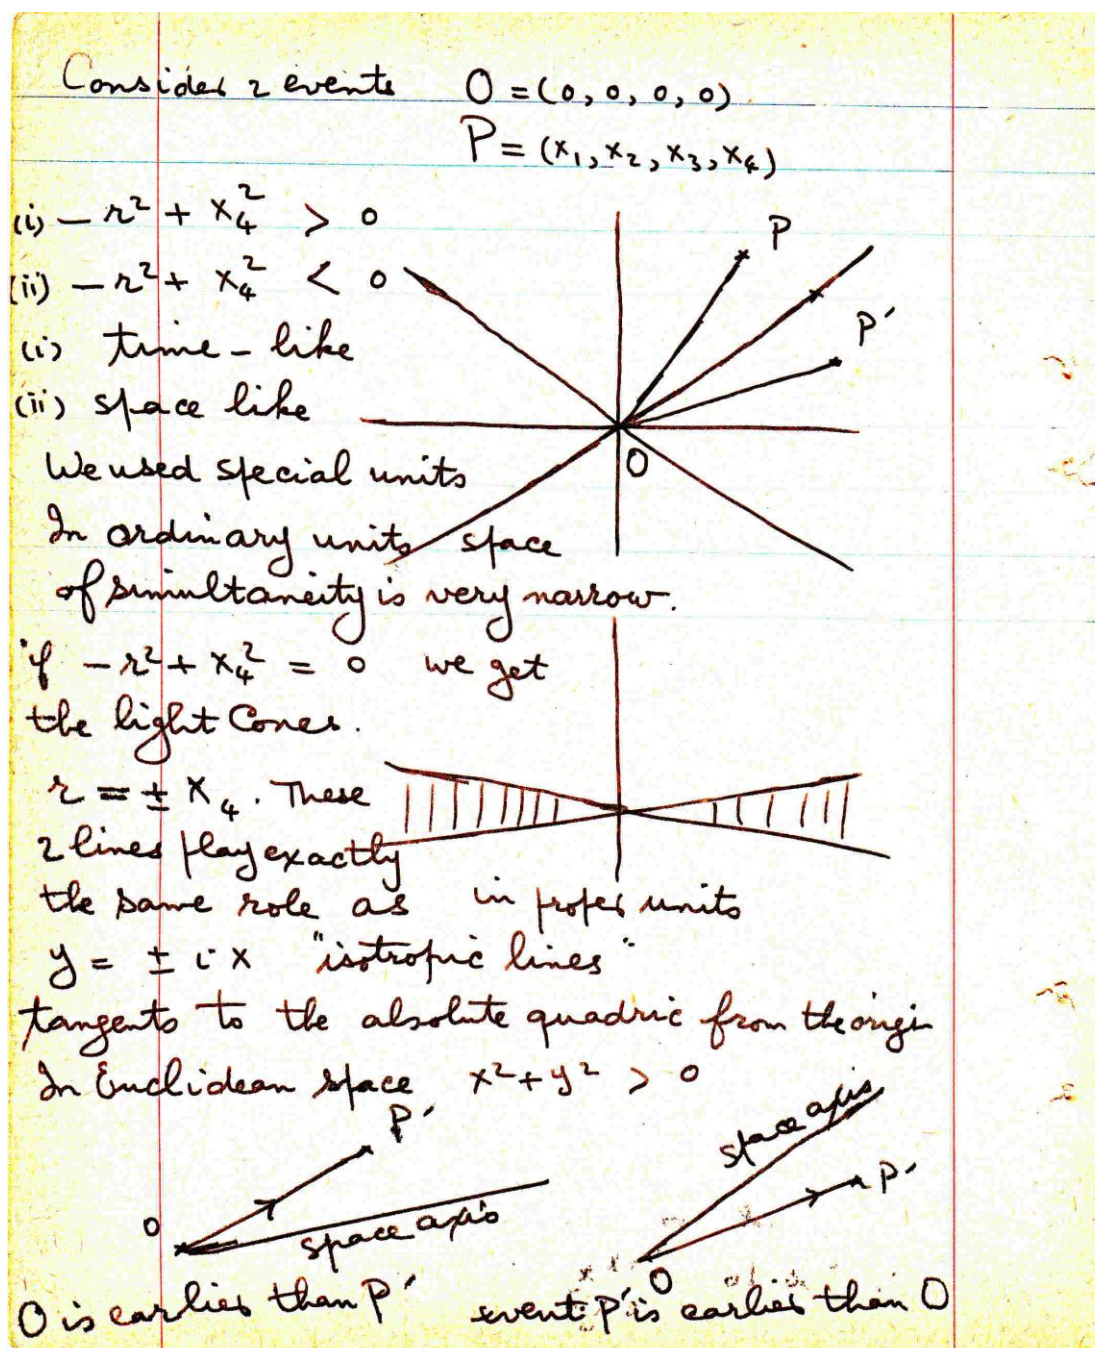 Consider 2 events O = (0, 0, 0, 0)
P = (x₁, x₂, x₃, x₄)
(i) - r² + x₄² > 0
(ii) - r² + x₄² < 0
(i) time - like
(ii) space like
P
P′
O
We used special units
In ordinary units space
of simultaneity is very narrow.
if - r² + x₄² = 0 we get
the light Cones.
r = ± x₄. These
2 lines play exactly
the same role as in proper units
y = ± i x "isotropic lines"
tangents to the absolute quadric from the origin
In Euclidean space x² + y² > 0
O P′ space axis
space axis P′ O
O is earlier than P′ event P′ is earlier than O